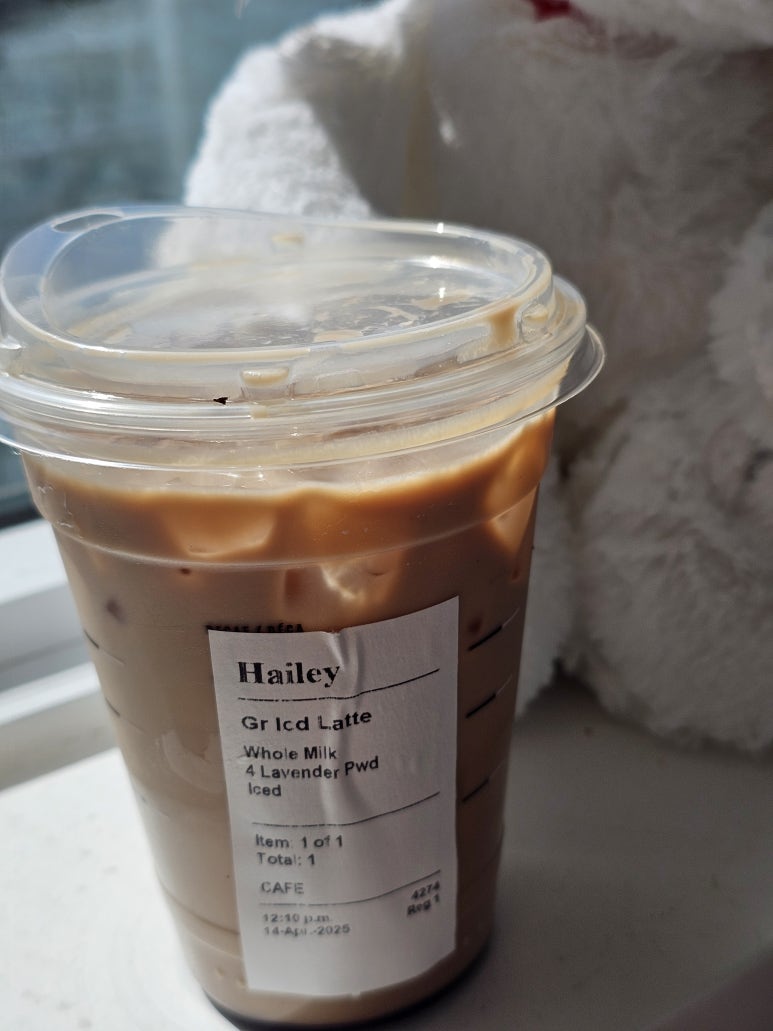 Hailey
Gr Icd Latte
Whole Milk
4 Lavender Pwd
Iced
Item: 1 of 1
Total: 1
CAFE
4274
Reg 1
12:10 p.m.
14-Apr.-2025